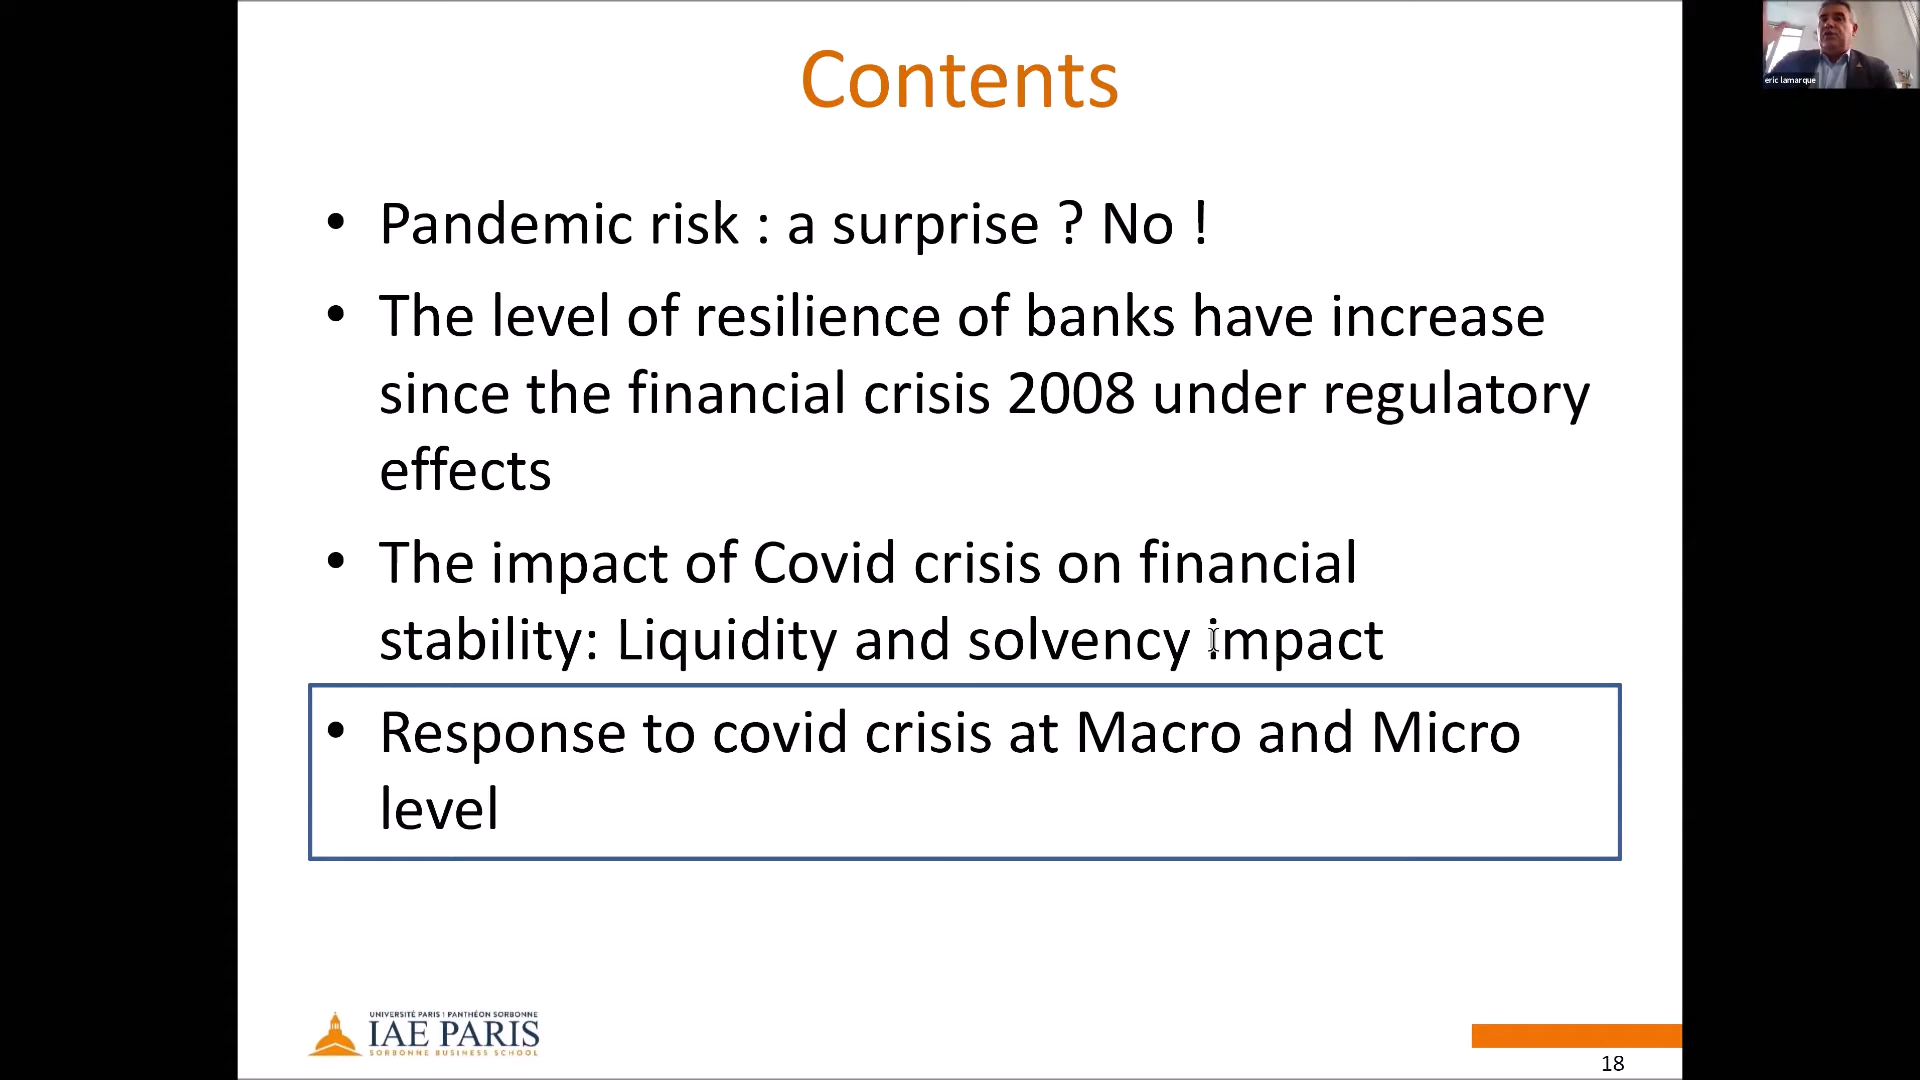 Contents
eric lamarque
• Pandemic risk : a surprise ? No !
• The level of resilience of banks have increase
since the financial crisis 2008 under regulatory
effects
• The impact of Covid crisis on financial
stability: Liquidity and solvency impact
• Response to covid crisis at Macro and Micro
level
UNIVERSITÉ PARIS 1 PANTHÉON SORBONNE
IAE PARIS
SORBONNE BUSINESS SCHOOL
18